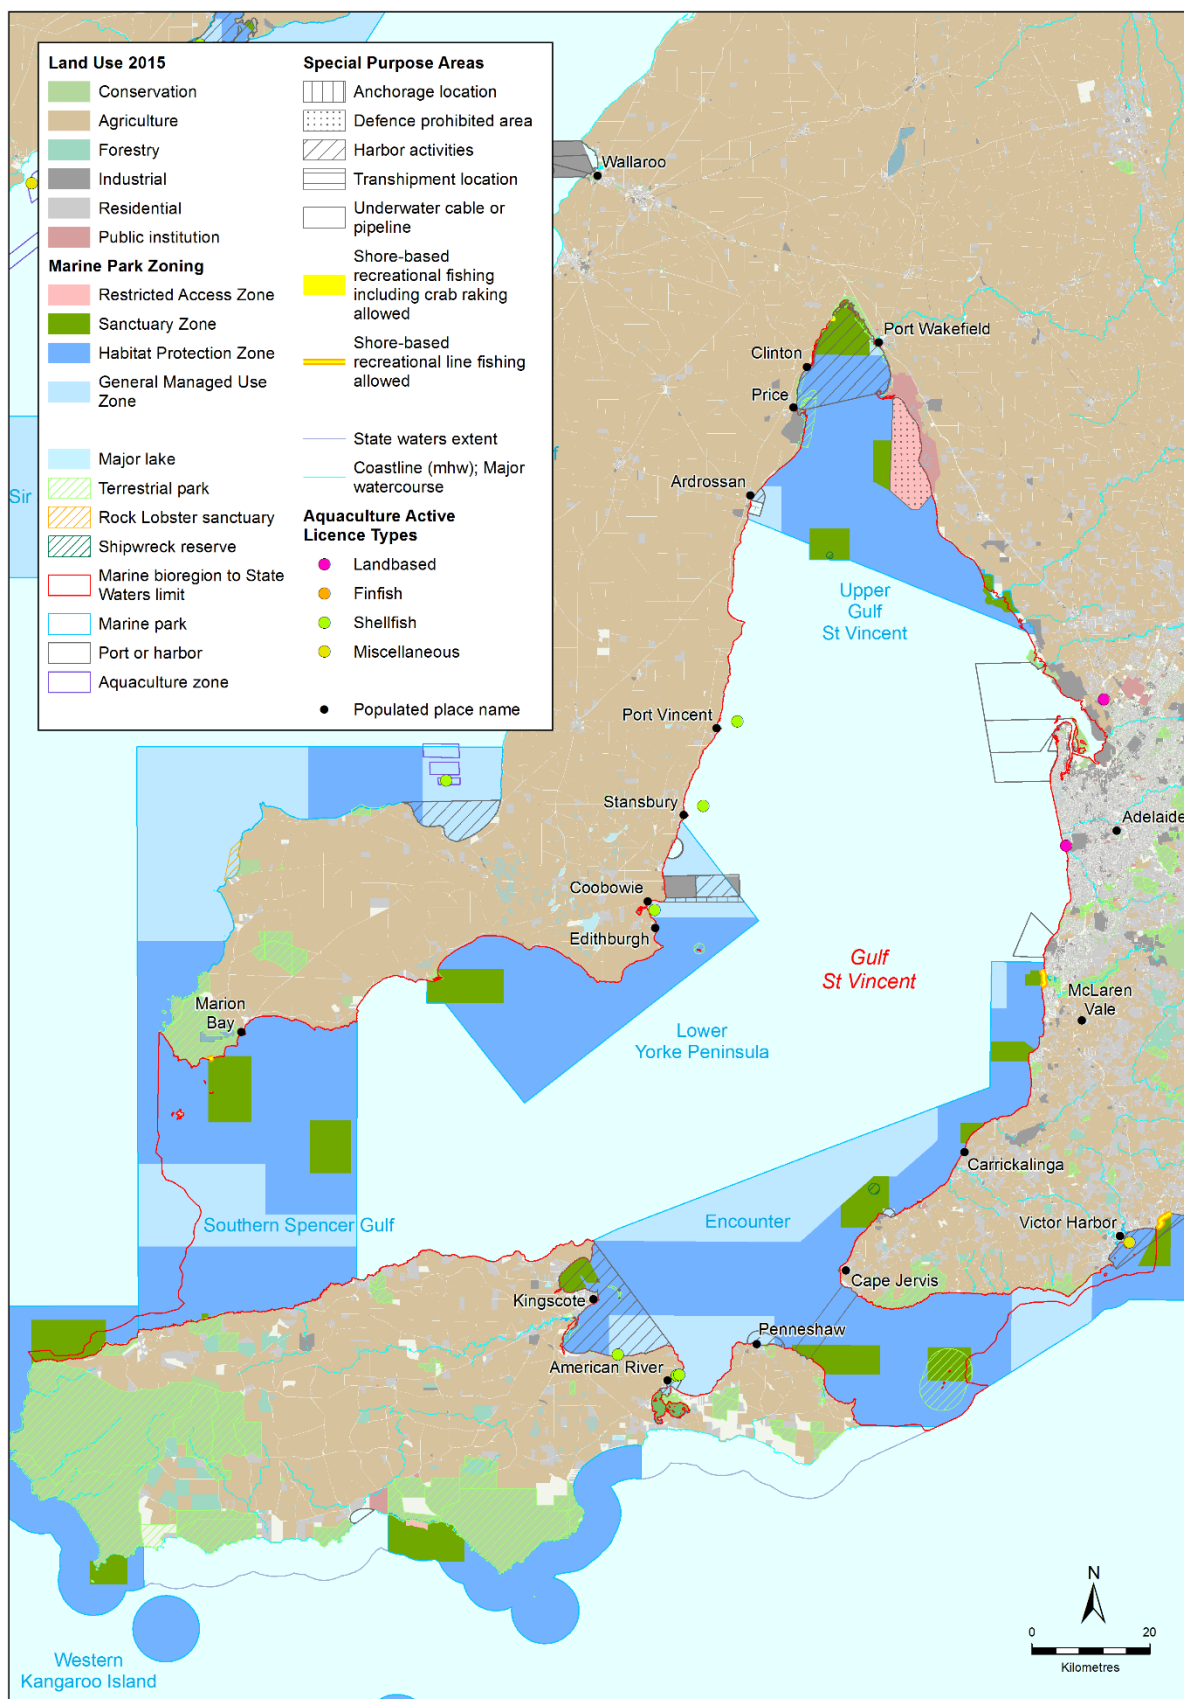 Land Use 2015
Conservation
Agriculture
Forestry
Industrial
Residential
Public institution
Marine Park Zoning
Restricted Access Zone
Sanctuary Zone
Habitat Protection Zone
General Managed Use
Zone
Major lake
Terrestrial park
Rock Lobster sanctuary
Shipwreck reserve
Marine bioregion to State
Waters limit
Marine park
Port or harbor
Aquaculture zone
Special Purpose Areas
Anchorage location
Defence prohibited area
Harbor activities
Transhipment location
Underwater cable or
pipeline
Shore-based
recreational fishing
including crab raking
allowed
Shore-based
recreational line fishing
allowed
State waters extent
Coastline (mhw); Major
watercourse
Aquaculture Active
Licence Types
Landbased
Finfish
Shellfish
Miscellaneous
Populated place name
Wallaroo
Port Wakefield
Clinton
Price
Sir
f
Ardrossan
Upper
Gulf
St Vincent
Port Vincent
Stansbury
Adelaide
Coobowie
Edithburgh
Gulf
St Vincent
Marion
Bay
McLaren
Vale
Lower
Yorke Peninsula
Carrickalinga
Southern Spencer Gulf
Encounter
Victor Harbor
Cape Jervis
Kingscote
Penneshaw
American River
Western
Kangaroo Island
N
0 20
Kilometres